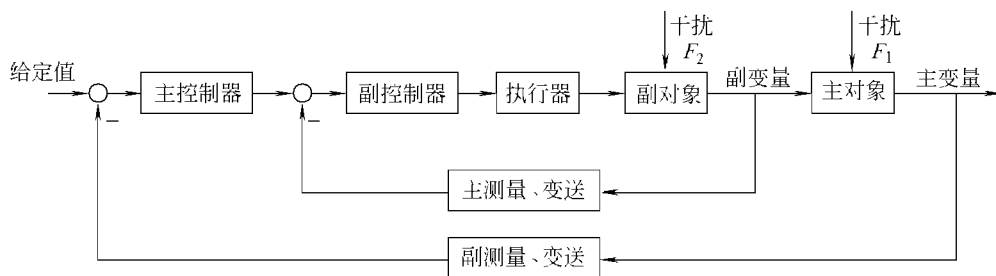 干扰
F₂
干扰
F₁
给定值
主控制器
副控制器
执行器
副对象
副变量
主对象
主变量
−
−
主测量、变送
副测量、变送